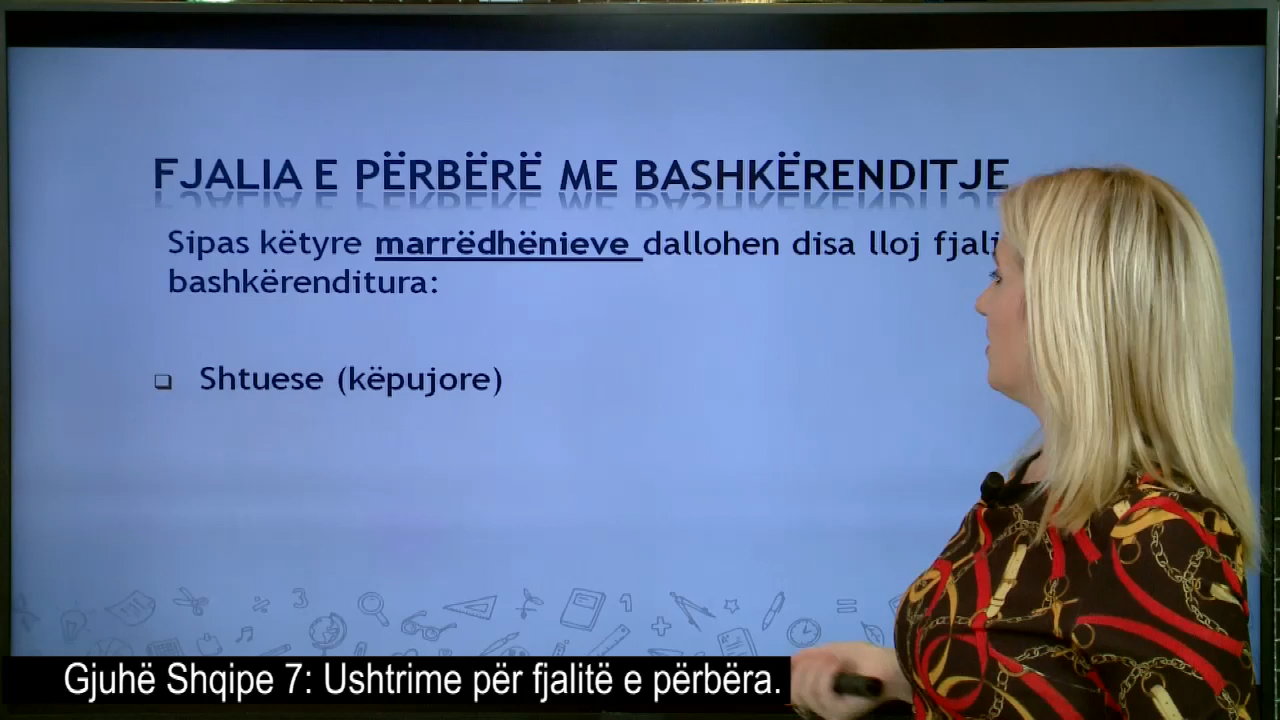 FJALIA E PËRBËRË ME BASHKËRENDITJE
Sipas këtyre marrëdhënieve dallohen disa lloj
bashkërenditura:
Shtuese (këpujore)
Gjuhë Shqipe 7: Ushtrime për fjalitë e përbëra.